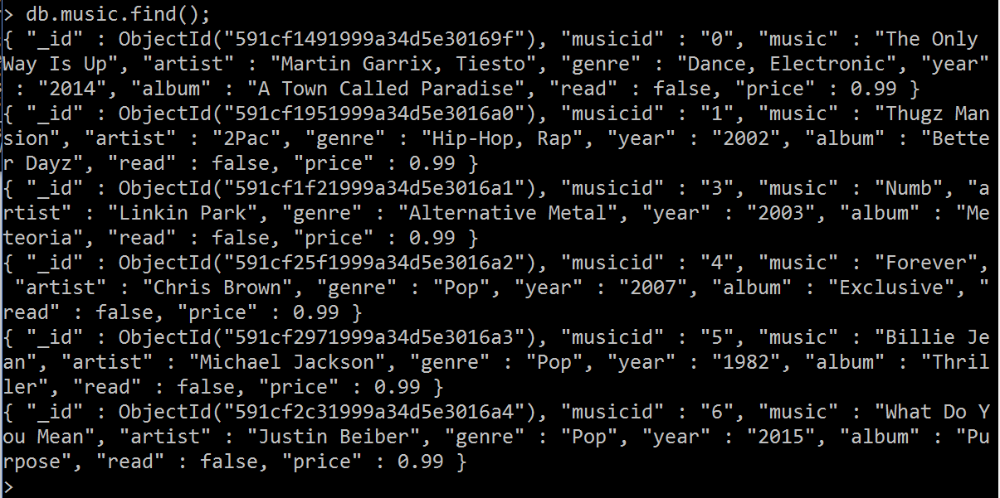 > db.music.find();
{ "_id" : ObjectId("591cf1491999a34d5e30169f"), "musicid" : "0", "music" : "The Only
Way Is Up", "artist" : "Martin Garrix, Tiesto", "genre" : "Dance, Electronic", "year"
 : "2014", "album" : "A Town Called Paradise", "read" : false, "price" : 0.99 }
{ "_id" : ObjectId("591cf1951999a34d5e3016a0"), "musicid" : "1", "music" : "Thugz Man
sion", "artist" : "2Pac", "genre" : "Hip-Hop, Rap", "year" : "2002", "album" : "Bette
r Dayz", "read" : false, "price" : 0.99 }
{ "_id" : ObjectId("591cf1f21999a34d5e3016a1"), "musicid" : "3", "music" : "Numb", "a
rtist" : "Linkin Park", "genre" : "Alternative Metal", "year" : "2003", "album" : "Me
teoria", "read" : false, "price" : 0.99 }
{ "_id" : ObjectId("591cf25f1999a34d5e3016a2"), "musicid" : "4", "music" : "Forever",
 "artist" : "Chris Brown", "genre" : "Pop", "year" : "2007", "album" : "Exclusive", "
read" : false, "price" : 0.99 }
{ "_id" : ObjectId("591cf2971999a34d5e3016a3"), "musicid" : "5", "music" : "Billie Je
an", "artist" : "Michael Jackson", "genre" : "Pop", "year" : "1982", "album" : "Thril
ler", "read" : false, "price" : 0.99 }
{ "_id" : ObjectId("591cf2c31999a34d5e3016a4"), "musicid" : "6", "music" : "What Do Y
ou Mean", "artist" : "Justin Beiber", "genre" : "Pop", "year" : "2015", "album" : "Pu
rpose", "read" : false, "price" : 0.99 }
>